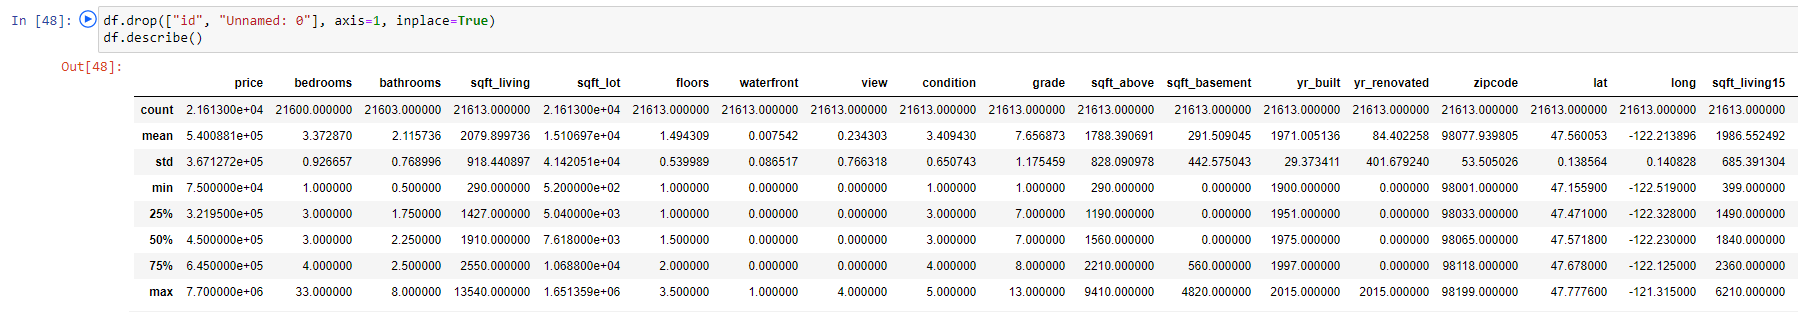 In [48]: df.drop(["id", "Unnamed: 0"], axis=1, inplace=True)
df.describe()
Out[48]:
price bedrooms bathrooms sqft_living sqft_lot floors waterfront view condition grade sqft_above sqft_basement yr_built yr_renovated zipcode lat long sqft_living15
count 2.161300e+04 21600.000000 21603.000000 21613.000000 2.161300e+04 21613.000000 21613.000000 21613.000000 21613.000000 21613.000000 21613.000000 21613.000000 21613.000000 21613.000000 21613.000000 21613.000000 21613.000000 21613.000000
mean 5.400881e+05 3.372870 2.115736 2079.899736 1.510697e+04 1.494309 0.007542 0.234303 3.409430 7.656873 1788.390691 291.509045 1971.005136 84.402258 98077.939805 47.560053 -122.213896 1986.552492
std 3.671272e+05 0.926657 0.768996 918.440897 4.142051e+04 0.539989 0.086517 0.766318 0.650743 1.175459 828.090978 442.575043 29.373411 401.679240 53.505026 0.138564 0.140828 685.391304
min 7.500000e+04 1.000000 0.500000 290.000000 5.200000e+02 1.000000 0.000000 0.000000 1.000000 1.000000 290.000000 0.000000 1900.000000 0.000000 98001.000000 47.155900 -122.519000 399.000000
25% 3.219500e+05 3.000000 1.750000 1427.000000 5.040000e+03 1.000000 0.000000 0.000000 3.000000 7.000000 1190.000000 0.000000 1951.000000 0.000000 98033.000000 47.471000 -122.328000 1490.000000
50% 4.500000e+05 3.000000 2.250000 1910.000000 7.618000e+03 1.500000 0.000000 0.000000 3.000000 7.000000 1560.000000 0.000000 1975.000000 0.000000 98065.000000 47.571800 -122.230000 1840.000000
75% 6.450000e+05 4.000000 2.500000 2550.000000 1.068800e+04 2.000000 0.000000 0.000000 4.000000 8.000000 2210.000000 560.000000 1997.000000 0.000000 98118.000000 47.678000 -122.125000 2360.000000
max 7.700000e+06 33.000000 8.000000 13540.000000 1.651359e+06 3.500000 1.000000 4.000000 5.000000 13.000000 9410.000000 4820.000000 2015.000000 2015.000000 98199.000000 47.777600 -121.315000 6210.000000